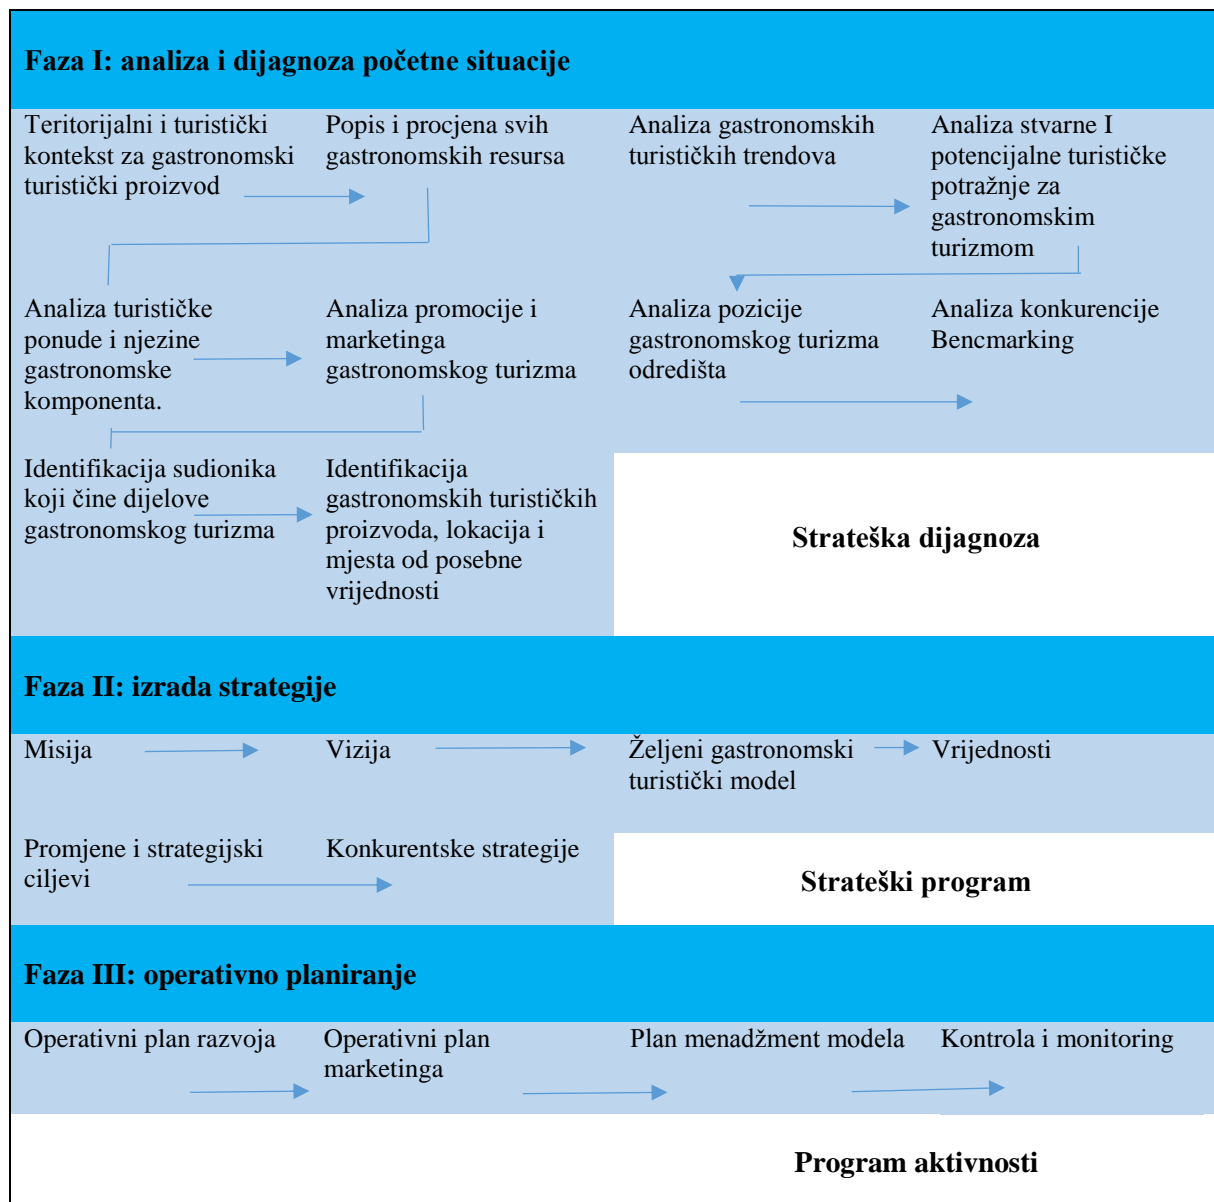 Faza I: analiza i dijagnoza početne situacije
Teritorijalni i turistički
kontekst za gastronomski
turistički proizvod
Popis i procjena svih
gastronomskih resursa
Analiza gastronomskih
turističkih trendova
Analiza stvarne I
potencijalne turističke
potražnje za
gastronomskim
turizmom
Analiza turističke
ponude i njezine
gastronomske
komponenta.
Analiza promocije i
marketinga
gastronomskog turizma
Analiza pozicije
gastronomskog turizma
odredišta
Analiza konkurencije
Bencmarking
Identifikacija sudionika
koji čine dijelove
gastronomskog turizma
Identifikacija
gastronomskih turističkih
proizvoda, lokacija i
mjesta od posebne
vrijednosti
Strateška dijagnoza
Faza II: izrada strategije
Misija
Vizija
Željeni gastronomski
turistički model
Vrijednosti
Promjene i strategijski
ciljevi
Konkurentske strategije
Strateški program
Faza III: operativno planiranje
Operativni plan razvoja
Operativni plan
marketinga
Plan menadžment modela
Kontrola i monitoring
Program aktivnosti